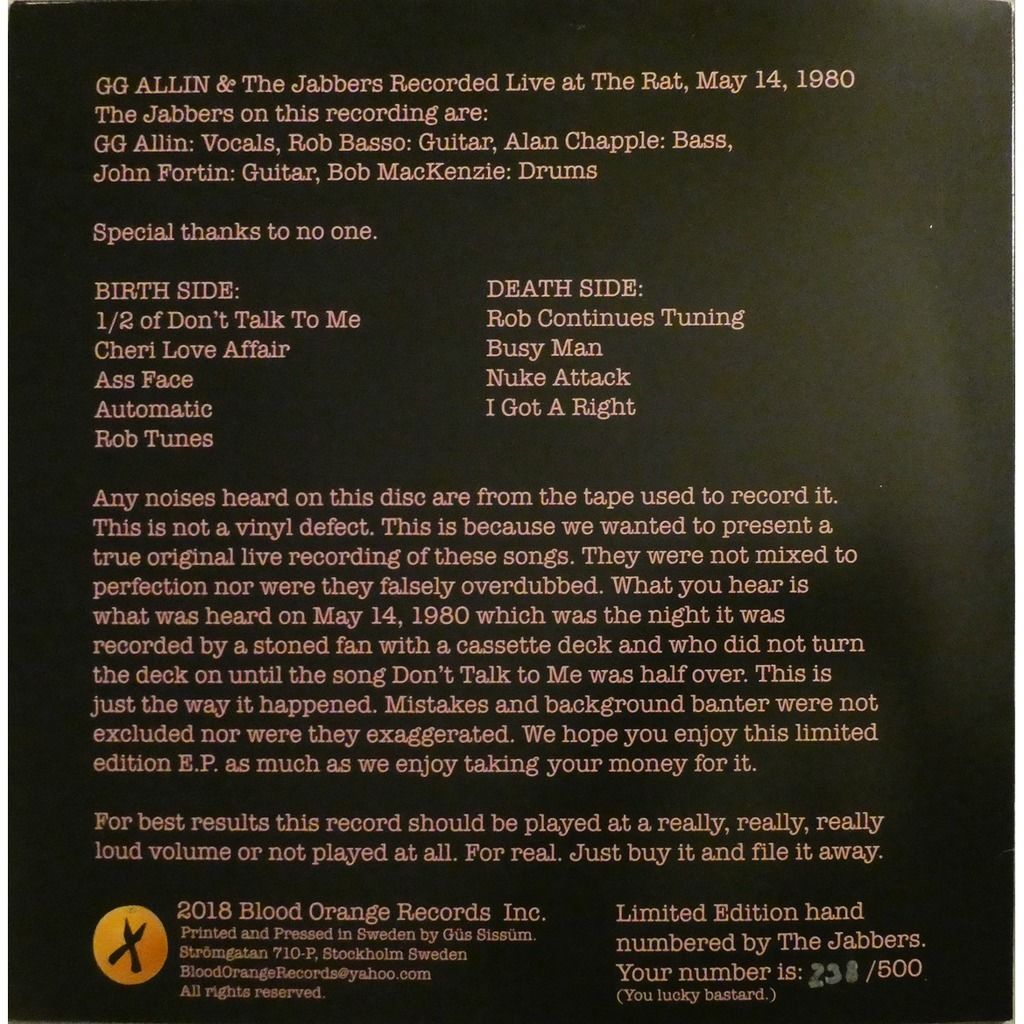 GG ALLIN & The Jabbers Recorded Live at The Rat, May 14, 1980
The Jabbers on this recording are:
GG Allin: Vocals, Rob Basso: Guitar, Alan Chapple: Bass,
John Fortin: Guitar, Bob MacKenzie: Drums
Special thanks to no one.
BIRTH SIDE:
1/2 of Don't Talk To Me
Cheri Love Affair
Ass Face
Automatic
Rob Tunes
DEATH SIDE:
Rob Continues Tuning
Busy Man
Nuke Attack
I Got A Right
Any noises heard on this disc are from the tape used to record it.
This is not a vinyl defect. This is because we wanted to present a
true original live recording of these songs. They were not mixed to
perfection nor were they falsely overdubbed. What you hear is
what was heard on May 14, 1980 which was the night it was
recorded by a stoned fan with a cassette deck and who did not turn
the deck on until the song Don't Talk to Me was half over. This is
just the way it happened. Mistakes and background banter were not
excluded nor were they exaggerated. We hope you enjoy this limited
edition E.P. as much as we enjoy taking your money for it.
For best results this record should be played at a really, really, really
loud volume or not played at all. For real. Just buy it and file it away.
2018 Blood Orange Records Inc.
Printed and Pressed in Sweden by Güs Sissüm.
Strömgatan 710-P, Stockholm Sweden
BloodOrangeRecords@yahoo.com
All rights reserved.
Limited Edition hand
numbered by The Jabbers.
Your number is: 238 /500
(You lucky bastard.)